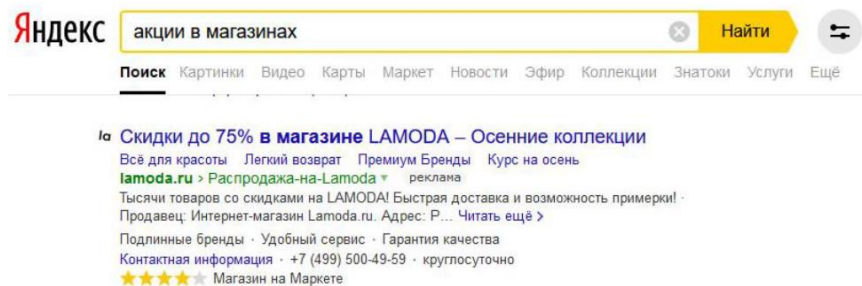 Яндекс акции в магазинах Найти
Поиск Картинки Видео Карты Маркет Новости Эфир Коллекции Знатоки Услуги Ещё
la Скидки до 75% в магазине LAMODA – Осенние коллекции
Всё для красоты Легкий возврат Премиум Бренды Курс на осень
lamoda.ru › Распродажа-на-Lamoda ▾ реклама
Тысячи товаров со скидками на LAMODA! Быстрая доставка и возможность примерки! ·
Продавец: Интернет-магазин Lamoda.ru. Адрес: Р... Читать ещё >
Подлинные бренды · Удобный сервис · Гарантия качества
Контактная информация · +7 (499) 500-49-59 · круглосуточно
Магазин на Маркете